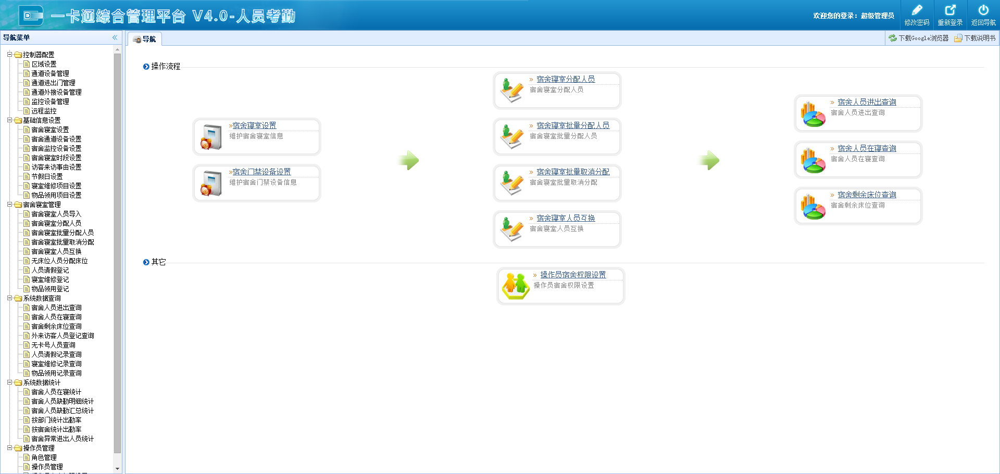 一卡通综合管理平台 V4.0-人员考勤
欢迎您的登录：超级管理员
修改密码
重新登录
返回导航
导航菜单
导航
下载Google浏览器
下载说明书
控制器配置
区域设置
通道设备管理
通道进出门管理
通道外接设备管理
监控设备管理
远程监控
基础信息设置
宿舍寝室设置
宿舍通道设备设置
宿舍监控设备设置
宿舍寝室时段设置
访客来访事由设置
节假日设置
寝室维修项目设置
物品领用项目设置
宿舍寝室管理
宿舍寝室人员导入
宿舍寝室分配人员
宿舍寝室批量分配人员
宿舍寝室批量取消分配
宿舍寝室人员互换
无床位人员分配床位
人员请假登记
寝室维修登记
物品领用登记
系统数据查询
宿舍人员进出查询
宿舍人员在寝查询
宿舍剩余床位查询
外来访客人员登记查询
无卡号人员查询
人员请假记录查询
寝室维修记录查询
物品领用记录查询
系统数据统计
宿舍人员在寝统计
宿舍人员缺勤明细统计
宿舍人员缺勤汇总统计
按部门统计出勤率
按宿舍统计出勤率
宿舍异常进出人员统计
操作员管理
角色管理
操作员管理
操作流程
宿舍寝室设置
维护宿舍寝室信息
宿舍门禁设备设置
维护宿舍门禁设备信息
宿舍寝室分配人员
宿舍寝室分配人员
宿舍寝室批量分配人员
宿舍寝室批量分配人员
宿舍寝室批量取消分配
宿舍寝室批量取消分配
宿舍寝室人员互换
宿舍寝室人员互换
宿舍人员进出查询
宿舍人员进出查询
宿舍人员在寝查询
宿舍人员在寝查询
宿舍剩余床位查询
宿舍剩余床位查询
其它
操作员宿舍权限设置
操作员宿舍权限设置